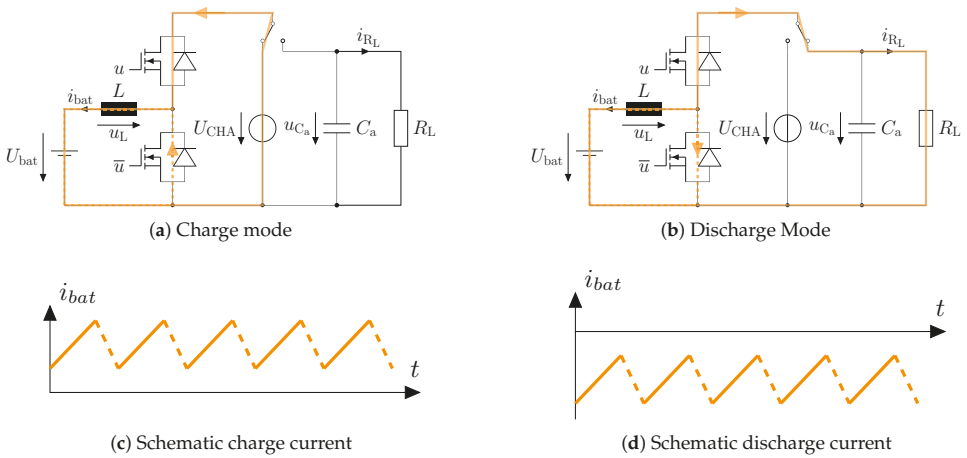 u
i_bat
L
u_L
U_bat
u̅
U_CHA
u_Ca
C_a
i_RL
R_L
(a) Charge mode
u
i_bat
L
u_L
U_bat
u̅
U_CHA
u_Ca
C_a
i_RL
R_L
(b) Discharge Mode
i_bat
t
(c) Schematic charge current
i_bat
t
(d) Schematic discharge current